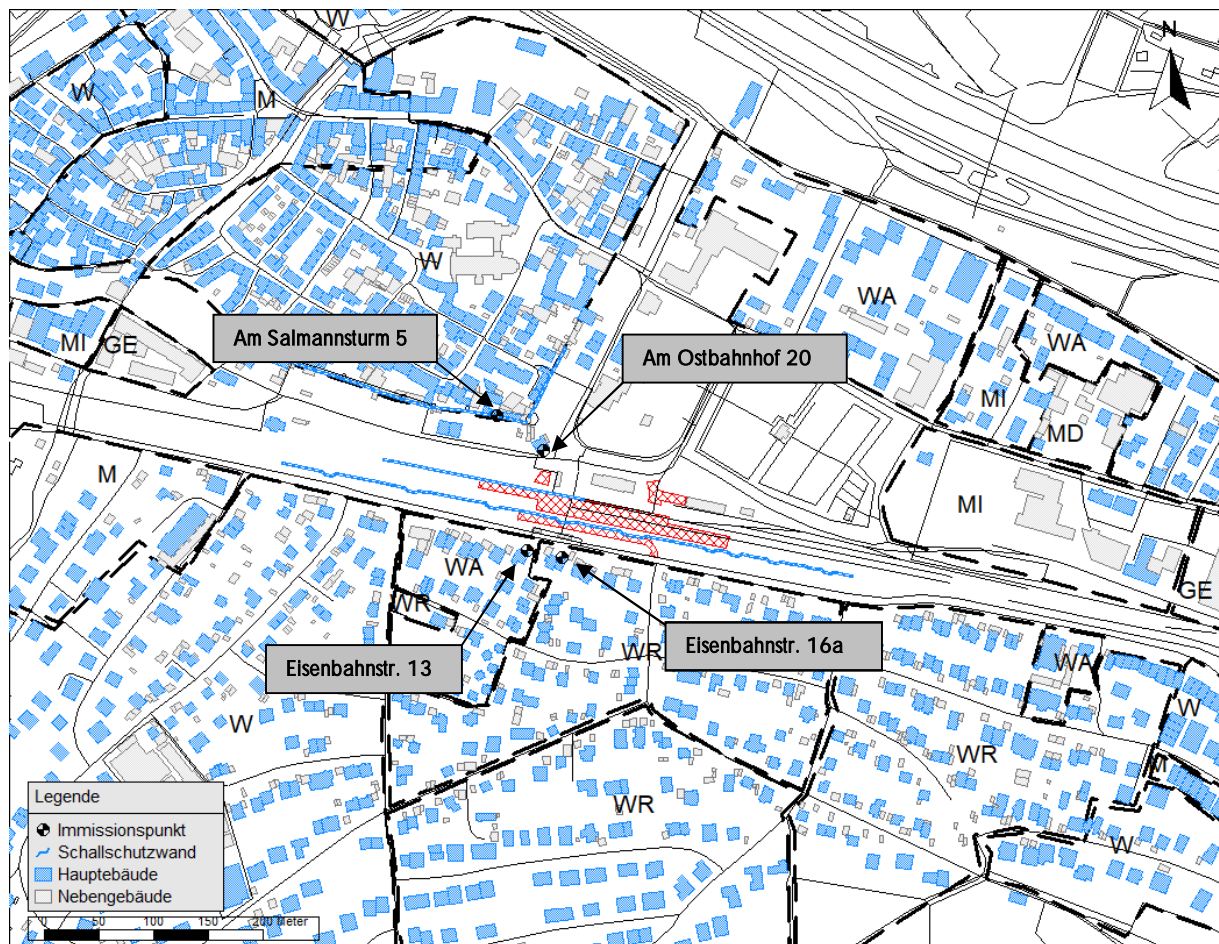 W
N
W
M
W
WA
MI
GE
Am Salmannsturm 5
Am Ostbahnhof 20
WA
MI
MD
M
MI
WA
WR
GE
Eisenbahnstr. 13
Eisenbahnstr. 16a
WR
WA
W
W
WR
WR
W
Legende
Immissionspunkt
Schallschutzwand
Hauptebäude
Nebengebäude
0 50 100 150 200 Meter